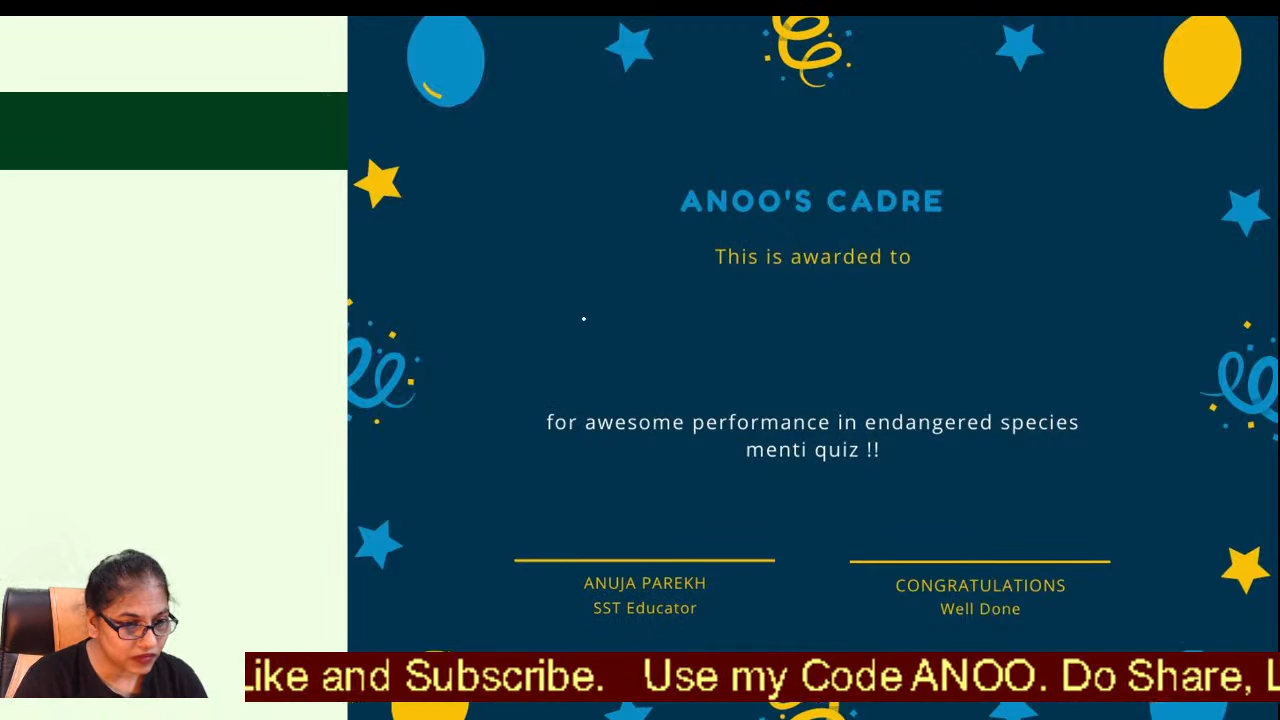 ANOO'S CADRE
This is awarded to
for awesome performance in endangered species
menti quiz !!
ANUJA PAREKH
SST Educator
CONGRATULATIONS
Well Done
Like and Subscribe. Use my Code ANOO. Do Share, L